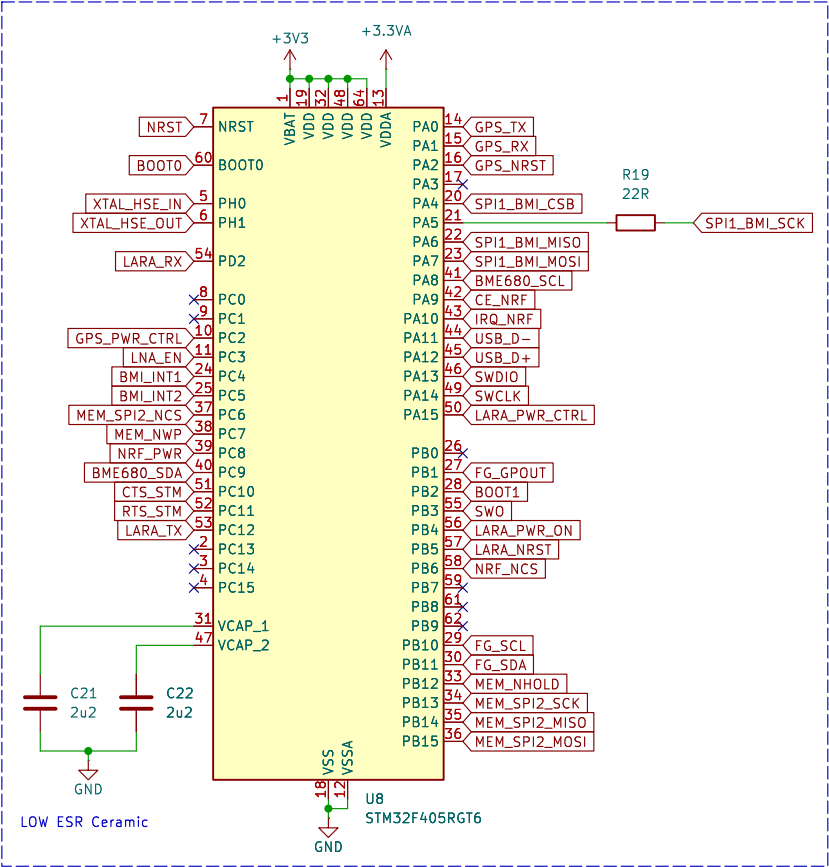 +3V3
+3.3VA
1
19
32
48
64
13
VBAT
VDD
VDD
VDD
VDD
VDDA
NRST 7 NRST
PA0 14 GPS_TX
PA1 15 GPS_RX
BOOT0 60 BOOT0
PA2 16 GPS_NRST
PA3 17
R19
22R
XTAL_HSE_IN 5 PH0
PA4 20 SPI1_BMI_CSB
XTAL_HSE_OUT 6 PH1
PA5 21
SPI1_BMI_SCK
PA6 22 SPI1_BMI_MISO
LARA_RX 54 PD2
PA7 23 SPI1_BMI_MOSI
PA8 41 BME680_SCL
8 PC0
PA9 42 CE_NRF
9 PC1
PA10 43 IRQ_NRF
GPS_PWR_CTRL 10 PC2
PA11 44 USB_D-
LNA_EN 11 PC3
PA12 45 USB_D+
BMI_INT1 24 PC4
PA13 46 SWDIO
BMI_INT2 25 PC5
PA14 49 SWCLK
MEM_SPI2_NCS 37 PC6
PA15 50 LARA_PWR_CTRL
MEM_NWP 38 PC7
NRF_PWR 39 PC8
PB0 26
BME680_SDA 40 PC9
PB1 27 FG_GPOUT
CTS_STM 51 PC10
PB2 28 BOOT1
RTS_STM 52 PC11
PB3 55 SWO
LARA_TX 53 PC12
PB4 56 LARA_PWR_ON
2 PC13
PB5 57 LARA_NRST
3 PC14
PB6 58 NRF_NCS
4 PC15
PB7 59
PB8 61
31 VCAP_1
PB9 62
47 VCAP_2
PB10 29 FG_SCL
PB11 30 FG_SDA
PB12 33 MEM_NHOLD
PB13 34 MEM_SPI2_SCK
PB14 35 MEM_SPI2_MISO
PB15 36 MEM_SPI2_MOSI
C21
2u2
C22
2u2
GND
VSS
VSSA
18
12
U8
STM32F405RGT6
GND
LOW ESR Ceramic